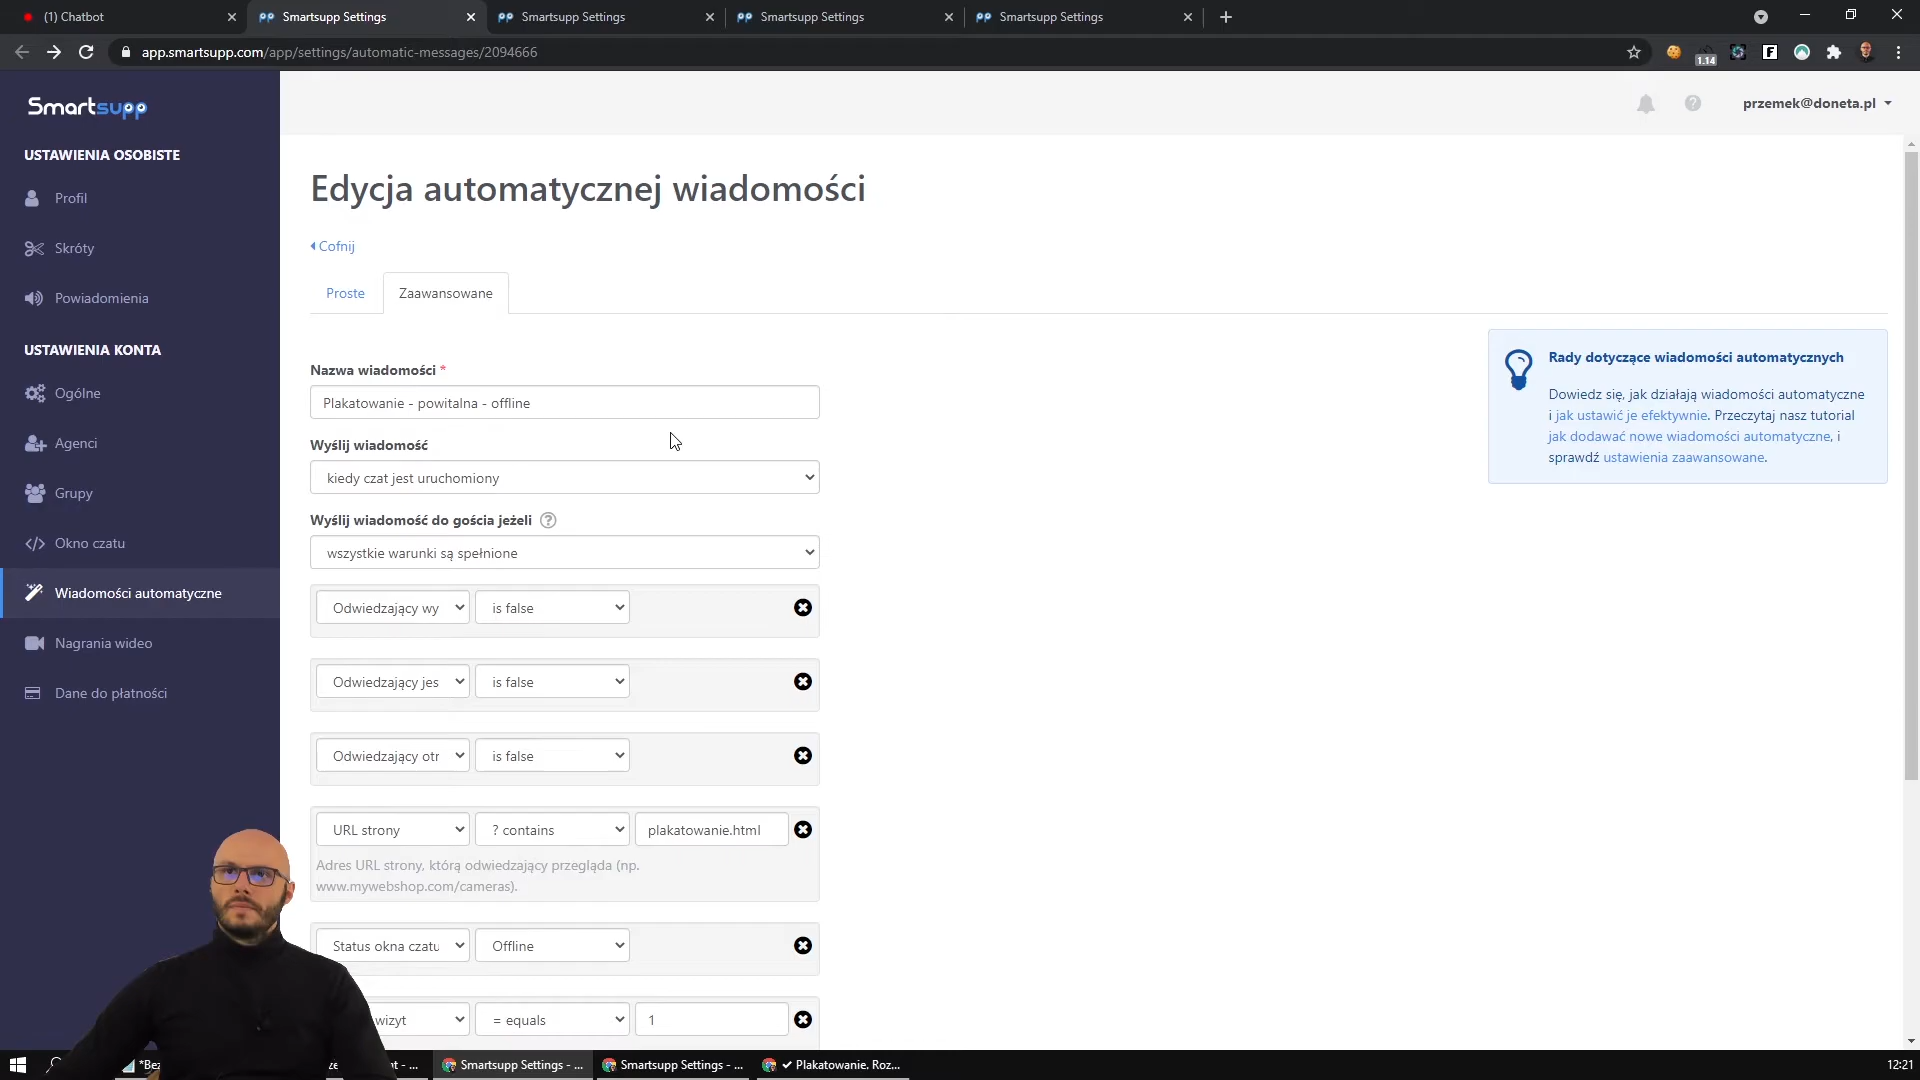 (1) Chatbot
Smartsupp Settings
Smartsupp Settings
Smartsupp Settings
Smartsupp Settings
app.smartsupp.com/app/settings/automatic-messages/2094666
1.14
Smartsupp
przemek@doneta.pl
USTAWIENIA OSOBISTE
Profil
Skróty
Powiadomienia
USTAWIENIA KONTA
Ogólne
Agenci
Grupy
Okno czatu
Wiadomości automatyczne
Nagrania wideo
Dane do płatności
Edycja automatycznej wiadomości
Cofnij
Proste
Zaawansowane
Nazwa wiadomości *
Plakatowanie - powitalna - offline
Wyślij wiadomość
kiedy czat jest uruchomiony
Wyślij wiadomość do gościa jeżeli ?
wszystkie warunki są spełnione
Odwiedzający wy is false
Odwiedzający jes is false
Odwiedzający otr is false
URL strony ? contains plakatowanie.html
Adres URL strony, którą odwiedzający przegląda (np.
www.mywebshop.com/cameras).
Status okna czatu Offline
wizyt = equals 1
Rady dotyczące wiadomości automatycznych
Dowiedz się, jak działają wiadomości automatyczne
i jak ustawić je efektywnie. Przeczytaj nasz tutorial
jak dodawać nowe wiadomości automatyczne, i
sprawdź ustawienia zaawansowane.
*Bez
Smartsupp Settings - ...
Smartsupp Settings - ...
✓ Plakatowanie. Roz...
12:21